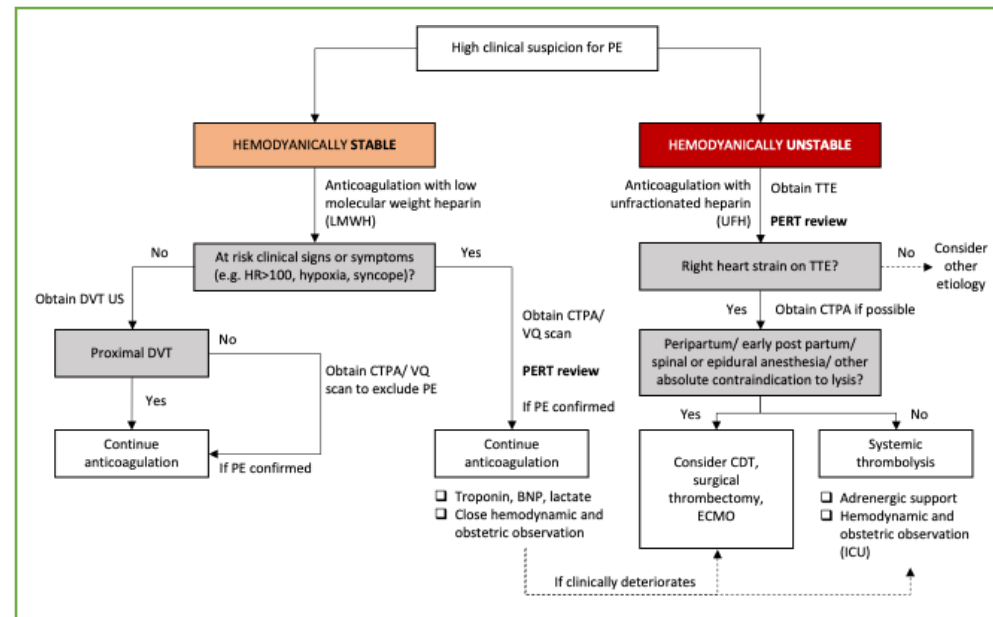 High clinical suspicion for PE
HEMODYANICALLY STABLE
HEMODYANICALLY UNSTABLE
Anticoagulation with low
molecular weight heparin
(LMWH)
Anticoagulation with
unfractionated heparin
(UFH)
Obtain TTE
PERT review
No
At risk clinical signs or symptoms
(e.g. HR>100, hypoxia, syncope)?
Yes
Right heart strain on TTE?
No
Consider
other
etiology
Obtain DVT US
Proximal DVT
No
Obtain CTPA/ VQ
scan to exclude PE
Yes
Continue
anticoagulation
If PE confirmed
Obtain CTPA/
VQ scan
PERT review
If PE confirmed
Continue
anticoagulation
❑ Troponin, BNP, lactate
❑ Close hemodynamic and
obstetric observation
Yes
Obtain CTPA if possible
Peripartum/ early post partum/
spinal or epidural anesthesia/ other
absolute contraindication to lysis?
Yes
No
Consider CDT,
surgical
thrombectomy,
ECMO
Systemic
thrombolysis
❑ Adrenergic support
❑ Hemodynamic and
obstetric observation
(ICU)
If clinically deteriorates